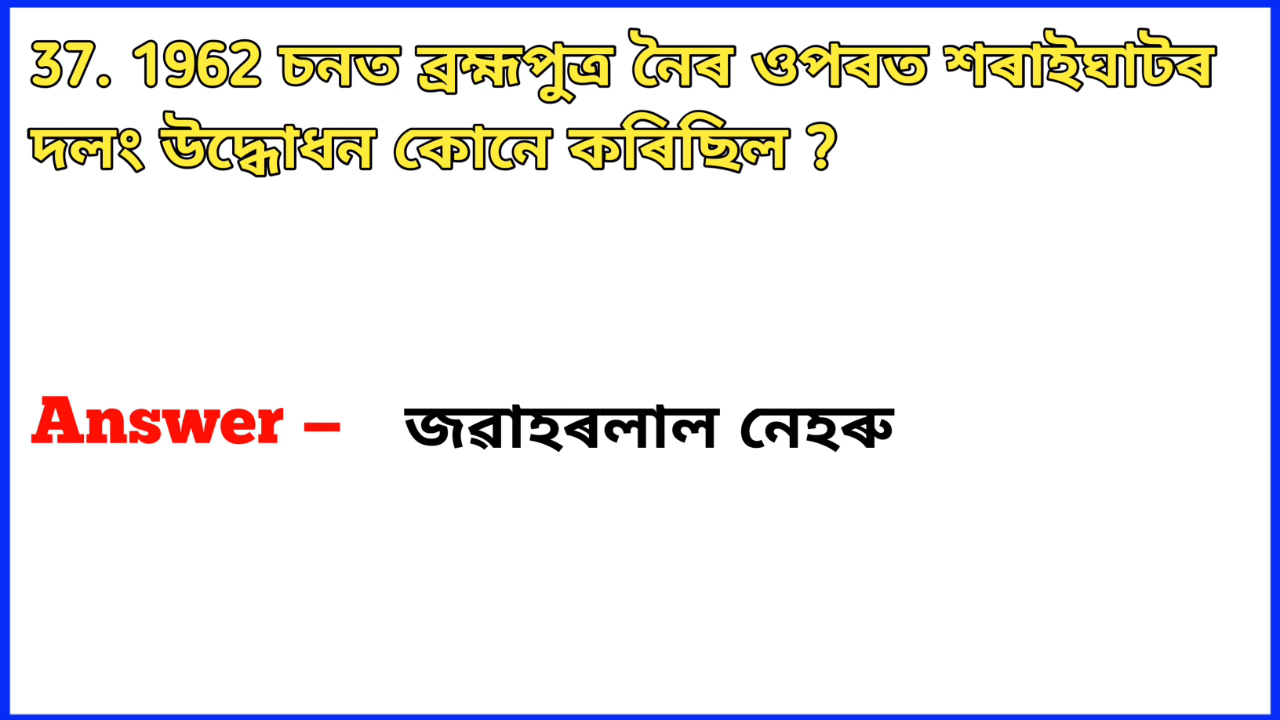 37. 1962 চনত ব্ৰহ্মপুত্ৰ নৈৰ ওপৰত শৰাইঘাটৰ
দলং উদ্ধোধন কোনে কৰিছিল ?
Answer – জৱাহৰলাল নেহৰু